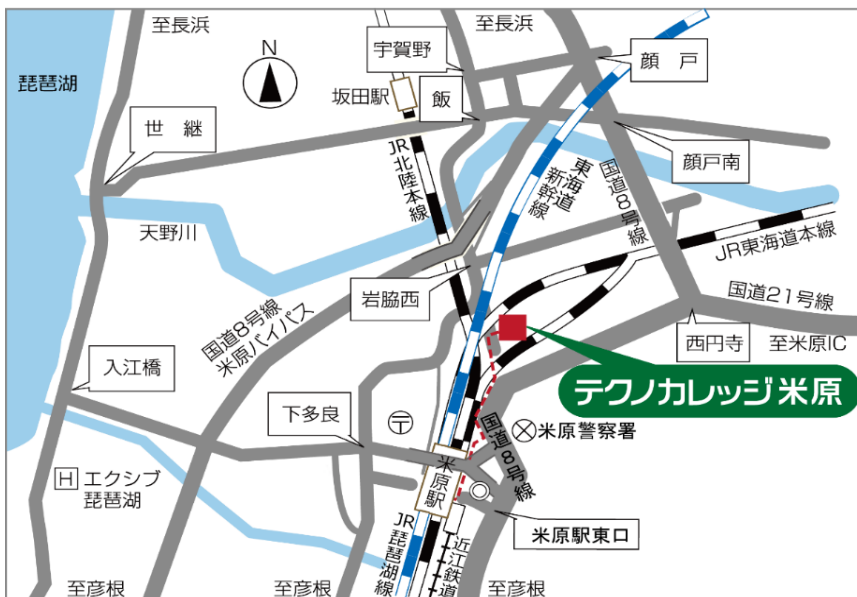 至長浜
至長浜
N
宇賀野
顔戸
琵琶湖
坂田駅
飯
世継
顔戸南
JR北陸本線
東海道
新幹線
国道8号線
天野川
JR東海道本線
岩脇西
国道21号線
国道8号線
米原バイパス
西円寺
至米原IC
入江橋
テクノカレッジ米原
下多良
〒
米原警察署
国道8号線
米原駅
H エクシブ
琵琶湖
米原駅東口
JR琵琶湖線
近江鉄道
至彦根
至彦根
至彦根